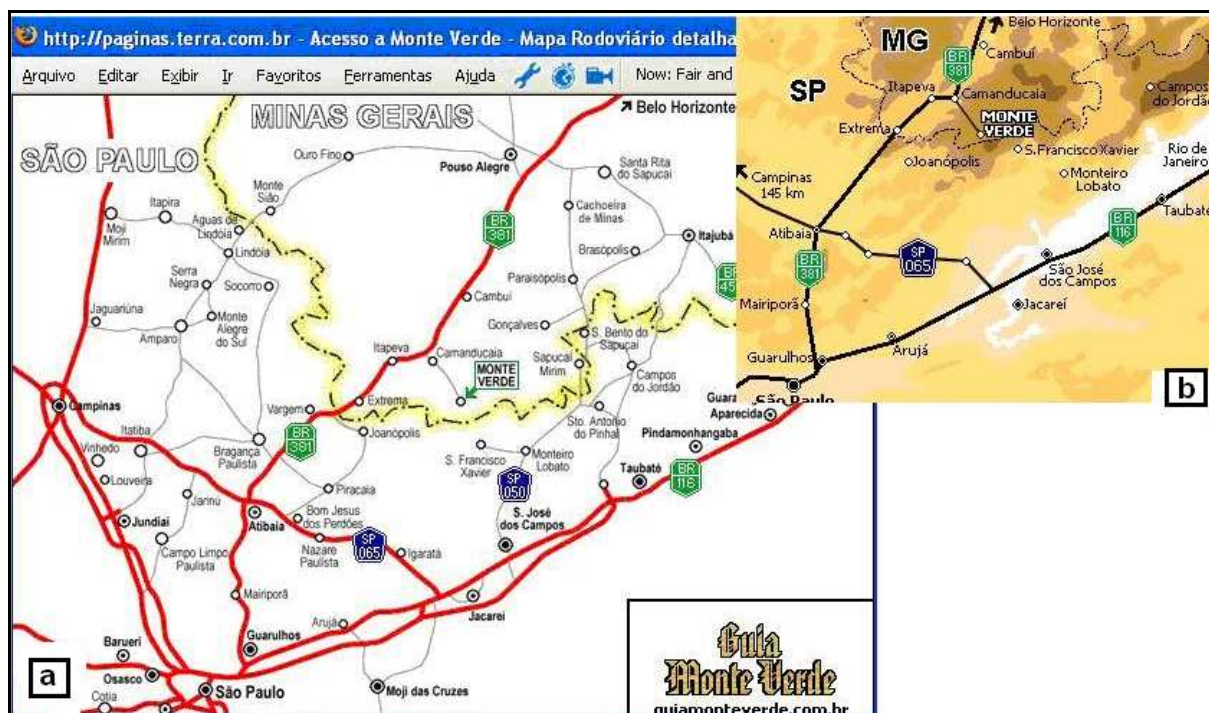 http://paginas.terra.com.br - Acesso a Monte Verde - Mapa Rodoviário detalha
Arquivo Editar Exibir Ir Favoritos Ferramentas Ajuda Now: Fair and
MINAS GERAIS
SÃO PAULO
Belo Horizonte
Ouro Fino
Pouso Alegre
Santa Rita
do Sapucaí
Monte
Sião
Itapira
Moji
Mirim
Aguas de
Lindóia
Lindóia
Cachoeira
de Minas
BR
381
Brasópolis
Itajubá
Serra
Negra
Socorro
Paraisópolis
BR
45
Jaguariúna
Monte
Alegre
do Sul
Amparo
Cambuí
Gonçalves
S. Bento do
Sapucaí
Itapeva
Camanducaia
Sapucaí
Mirim
MONTE
VERDE
Campos
do Jordão
Campinas
Vargem
Extrema
Joanópolis
Sto. Antonio
do Pinhal
Guara
Aparecida
Itatiba
Vinhedo
Louveira
Bragança
Paulista
BR
381
S. Francisco
Xavier
Monteiro
Lobato
Pindamonhangaba
Taubaté
BR
116
SP
050
Jarinú
Piracaia
Jundiaí
Atibaia
Bom Jesus
dos Perdões
S. José
dos Campos
Campo Limpo
Paulista
Nazare
Paulista
SP
065
Igaratá
Mairiporã
Jacareí
Arujá
Guarulhos
Barueri
Osasco
Cotia
São Paulo
Moji das Cruzes
Guia
Monte Verde
guiamonteverde.com.br
a
Belo Horizonte
MG
Cambuí
BR
381
SP
Itapeva
Camanducaia
Campos
do Jordão
MONTE
VERDE
Extrema
Joanópolis
S.Francisco Xavier
Rio de
Janeiro
Campinas
145 km
Monteiro
Lobato
Taubaté
BR
116
Atibaia
SP
065
BR
381
São José
dos Campos
Mairiporã
Jacareí
Guarulhos
Arujá
São Paulo
b